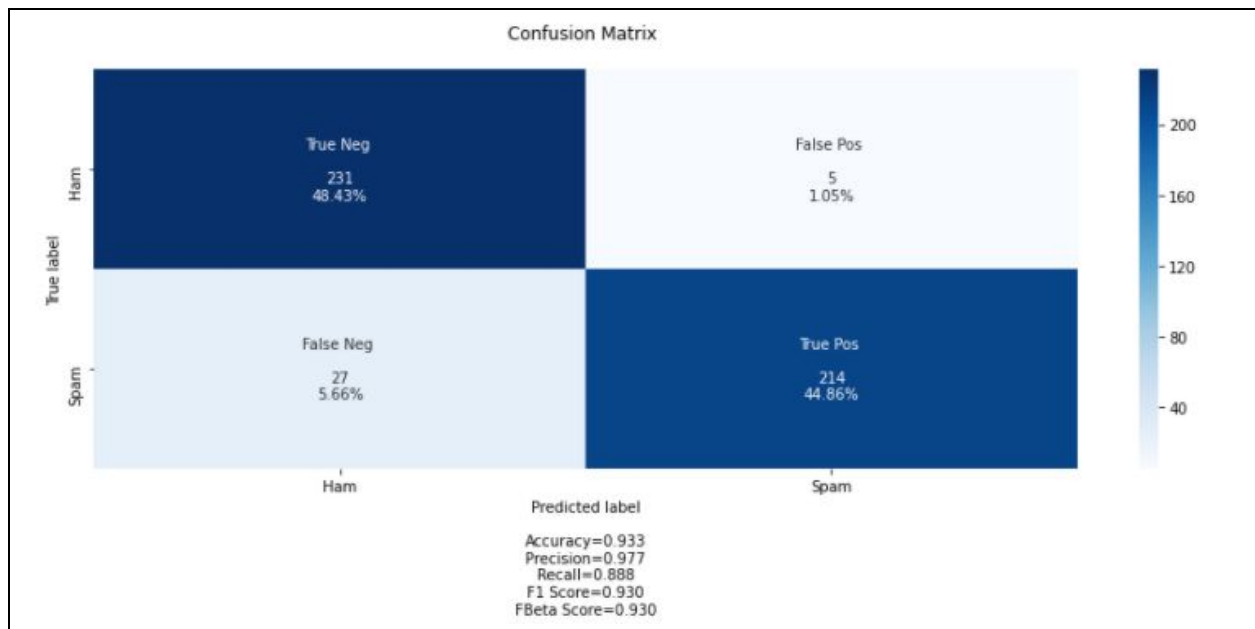 Confusion Matrix
True Neg
231
48.43%
False Pos
5
1.05%
False Neg
27
5.66%
True Pos
214
44.86%
Ham
Spam
True label
Ham
Spam
Predicted label
200
160
120
80
40
Accuracy=0.933
Precision=0.977
Recall=0.888
F1 Score=0.930
FBeta Score=0.930